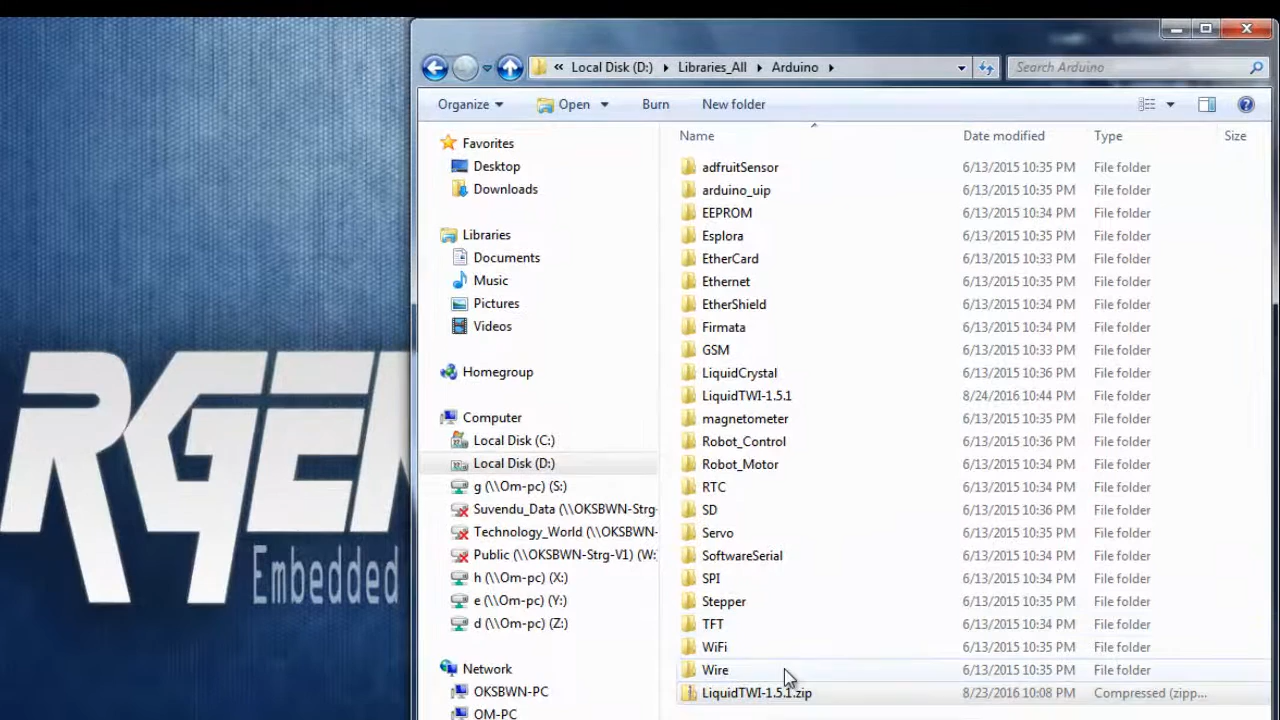 « Local Disk (D:) Libraries_All Arduino Search Arduino
Organize Open Burn New folder
Name Date modified Type Size
Favorites
Desktop
Downloads
Libraries
Documents
Music
Pictures
Videos
Homegroup
Computer
Local Disk (C:)
Local Disk (D:)
g (\\Om-pc) (S:)
Suvendu_Data (\\OKSBWN-Strg-
Technology_World (\\OKSBWN-
Public (\\OKSBWN-Strg-V1) (W:
h (\\Om-pc) (X:)
e (\\Om-pc) (Y:)
d (\\Om-pc) (Z:)
Network
OKSBWN-PC
OM-PC
adfruitSensor 6/13/2015 10:35 PM File folder
arduino_uip 6/13/2015 10:35 PM File folder
EEPROM 6/13/2015 10:34 PM File folder
Esplora 6/13/2015 10:35 PM File folder
EtherCard 6/13/2015 10:33 PM File folder
Ethernet 6/13/2015 10:35 PM File folder
EtherShield 6/13/2015 10:34 PM File folder
Firmata 6/13/2015 10:34 PM File folder
GSM 6/13/2015 10:33 PM File folder
LiquidCrystal 6/13/2015 10:36 PM File folder
LiquidTWI-1.5.1 8/24/2016 10:44 PM File folder
magnetometer 6/13/2015 10:35 PM File folder
Robot_Control 6/13/2015 10:36 PM File folder
Robot_Motor 6/13/2015 10:36 PM File folder
RTC 6/13/2015 10:34 PM File folder
SD 6/13/2015 10:34 PM File folder
Servo 6/13/2015 10:35 PM File folder
SoftwareSerial 6/13/2015 10:34 PM File folder
SPI 6/13/2015 10:34 PM File folder
Stepper 6/13/2015 10:35 PM File folder
TFT 6/13/2015 10:34 PM File folder
WiFi 6/13/2015 10:34 PM File folder
Wire 6/13/2015 10:35 PM File folder
LiquidTWI-1.5.1.zip 8/23/2016 10:08 PM Compressed (zipp...
RGEN
Embedded